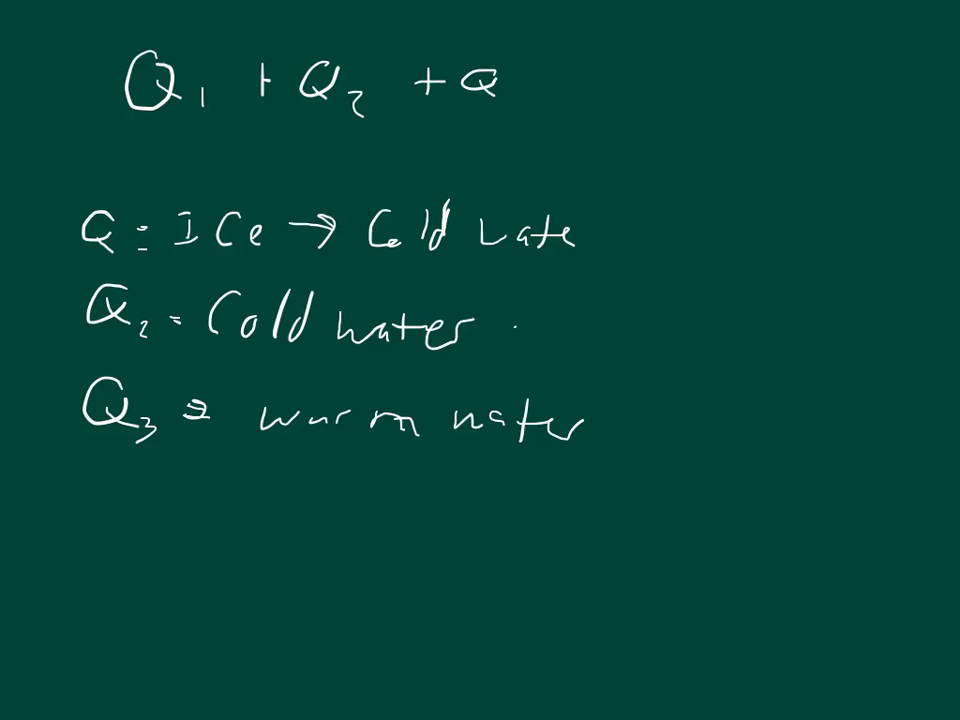 Q1 + Q2 + Q
Q = ICe → Cold wate
Q2 = Cold water
Q3 = warm water